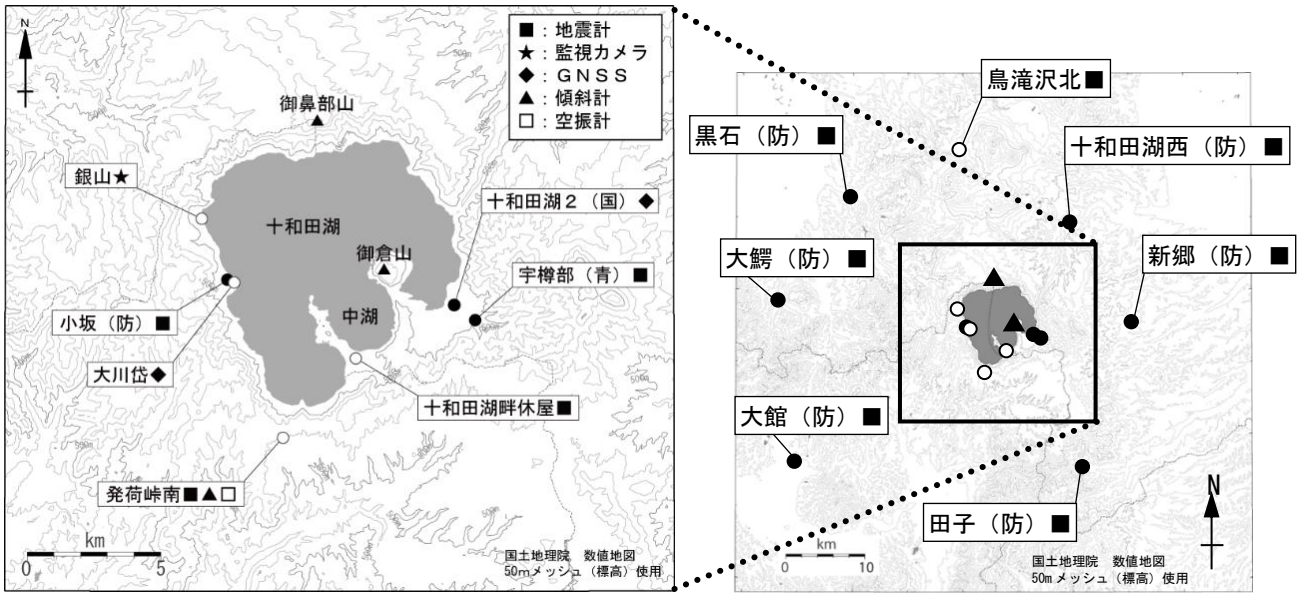 N
■：地震計
★：監視カメラ
◆：ＧＮＳＳ
▲：傾斜計
□：空振計
御鼻部山
銀山★
十和田湖２（国）◆
十和田湖
御倉山
宇樽部（青）■
中湖
小坂（防）■
大川岱◆
十和田湖畔休屋■
発荷峠南■▲□
km
0 5
国土地理院　数値地図
50mメッシュ（標高）使用
鳥滝沢北■
黒石（防）■
十和田湖西（防）■
大鰐（防）■
新郷（防）■
大館（防）■
田子（防）■
N
km
0 10
国土地理院　数値地図
50mメッシュ（標高）使用